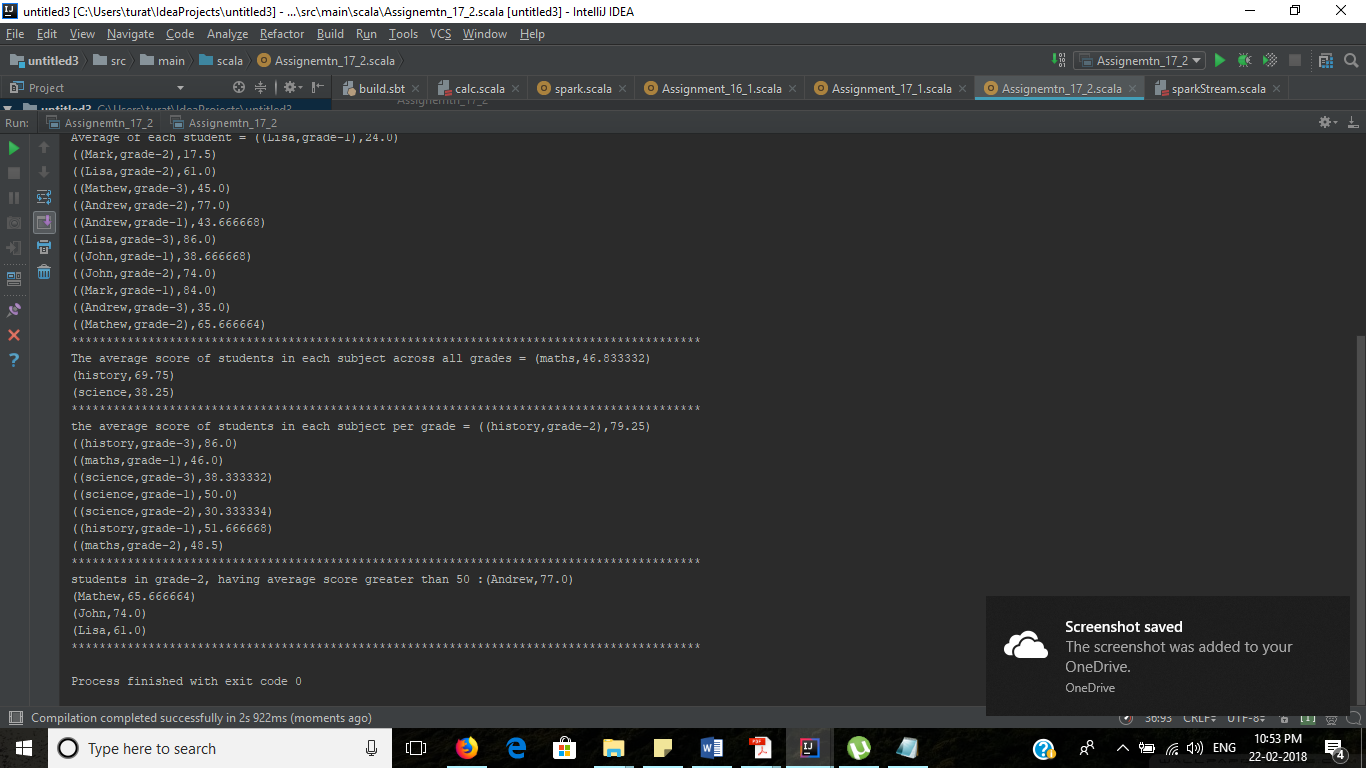 untitled3 [C:\Users\turat\IdeaProjects\untitled3] - ...\src\main\scala\Assignemtn_17_2.scala [untitled3] - IntelliJ IDEA
File Edit View Navigate Code Analyze Refactor Build Run Tools VCS Window Help
untitled3 src main scala Assignemtn_17_2.scala Assignemtn_17_2
Project build.sbt calc.scala spark.scala Assignment_16_1.scala Assignment_17_1.scala Assignemtn_17_2.scala sparkStream.scala
untitled3 C:\Users\turat\IdeaProjects\untitled3 Assignemtn_17_2
Run: Assignemtn_17_2 Assignemtn_17_2
Average of each student = ((Lisa,grade-1),24.0)
((Mark,grade-2),17.5)
((Lisa,grade-2),61.0)
((Mathew,grade-3),45.0)
((Andrew,grade-2),77.0)
((Andrew,grade-1),43.666668)
((Lisa,grade-3),86.0)
((John,grade-1),38.666668)
((John,grade-2),74.0)
((Mark,grade-1),84.0)
((Andrew,grade-3),35.0)
((Mathew,grade-2),65.666664)
******************************************************************************************
The average score of students in each subject across all grades = (maths,46.833332)
(history,69.75)
(science,38.25)
******************************************************************************************
the average score of students in each subject per grade = ((history,grade-2),79.25)
((history,grade-3),86.0)
((maths,grade-1),46.0)
((science,grade-3),38.333332)
((science,grade-1),50.0)
((science,grade-2),30.333334)
((history,grade-1),51.666668)
((maths,grade-2),48.5)
******************************************************************************************
students in grade-2, having average score greater than 50 :(Andrew,77.0)
(Mathew,65.666664)
(John,74.0)
(Lisa,61.0)
******************************************************************************************
Process finished with exit code 0
Screenshot saved
The screenshot was added to your
OneDrive.
OneDrive
Compilation completed successfully in 2s 922ms (moments ago) 36:93 CRLF UTF-8
Type here to search ENG 10:53 PM
22-02-2018 4